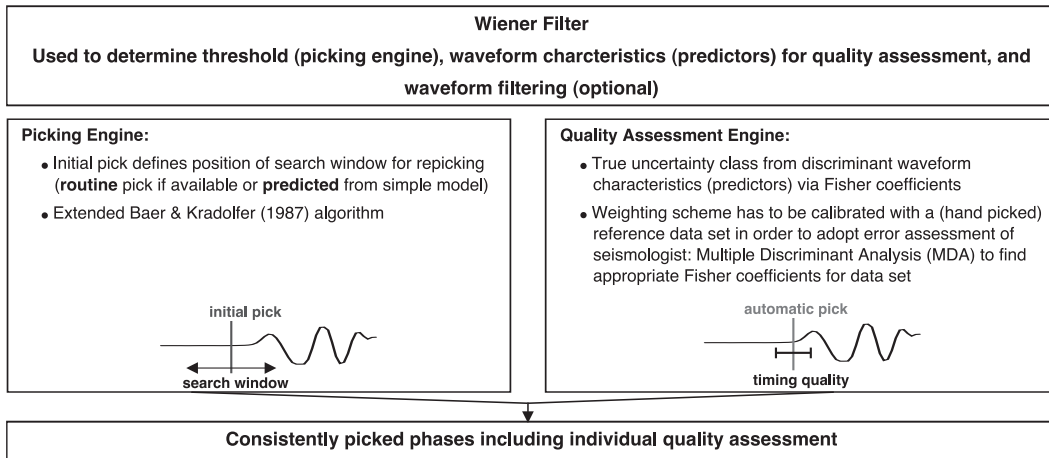 Wiener Filter
Used to determine threshold (picking engine), waveform charcteristics (predictors) for quality assessment, and
waveform filtering (optional)
Picking Engine:
• Initial pick defines position of search window for repicking
(routine pick if available or predicted from simple model)
• Extended Baer & Kradolfer (1987) algorithm
initial pick
search window
Quality Assessment Engine:
• True uncertainty class from discriminant waveform
characteristics (predictors) via Fisher coefficients
• Weighting scheme has to be calibrated with a (hand picked)
reference data set in order to adopt error assessment of
seismologist: Multiple Discriminant Analysis (MDA) to find
appropriate Fisher coefficients for data set
automatic pick
timing quality
Consistently picked phases including individual quality assessment